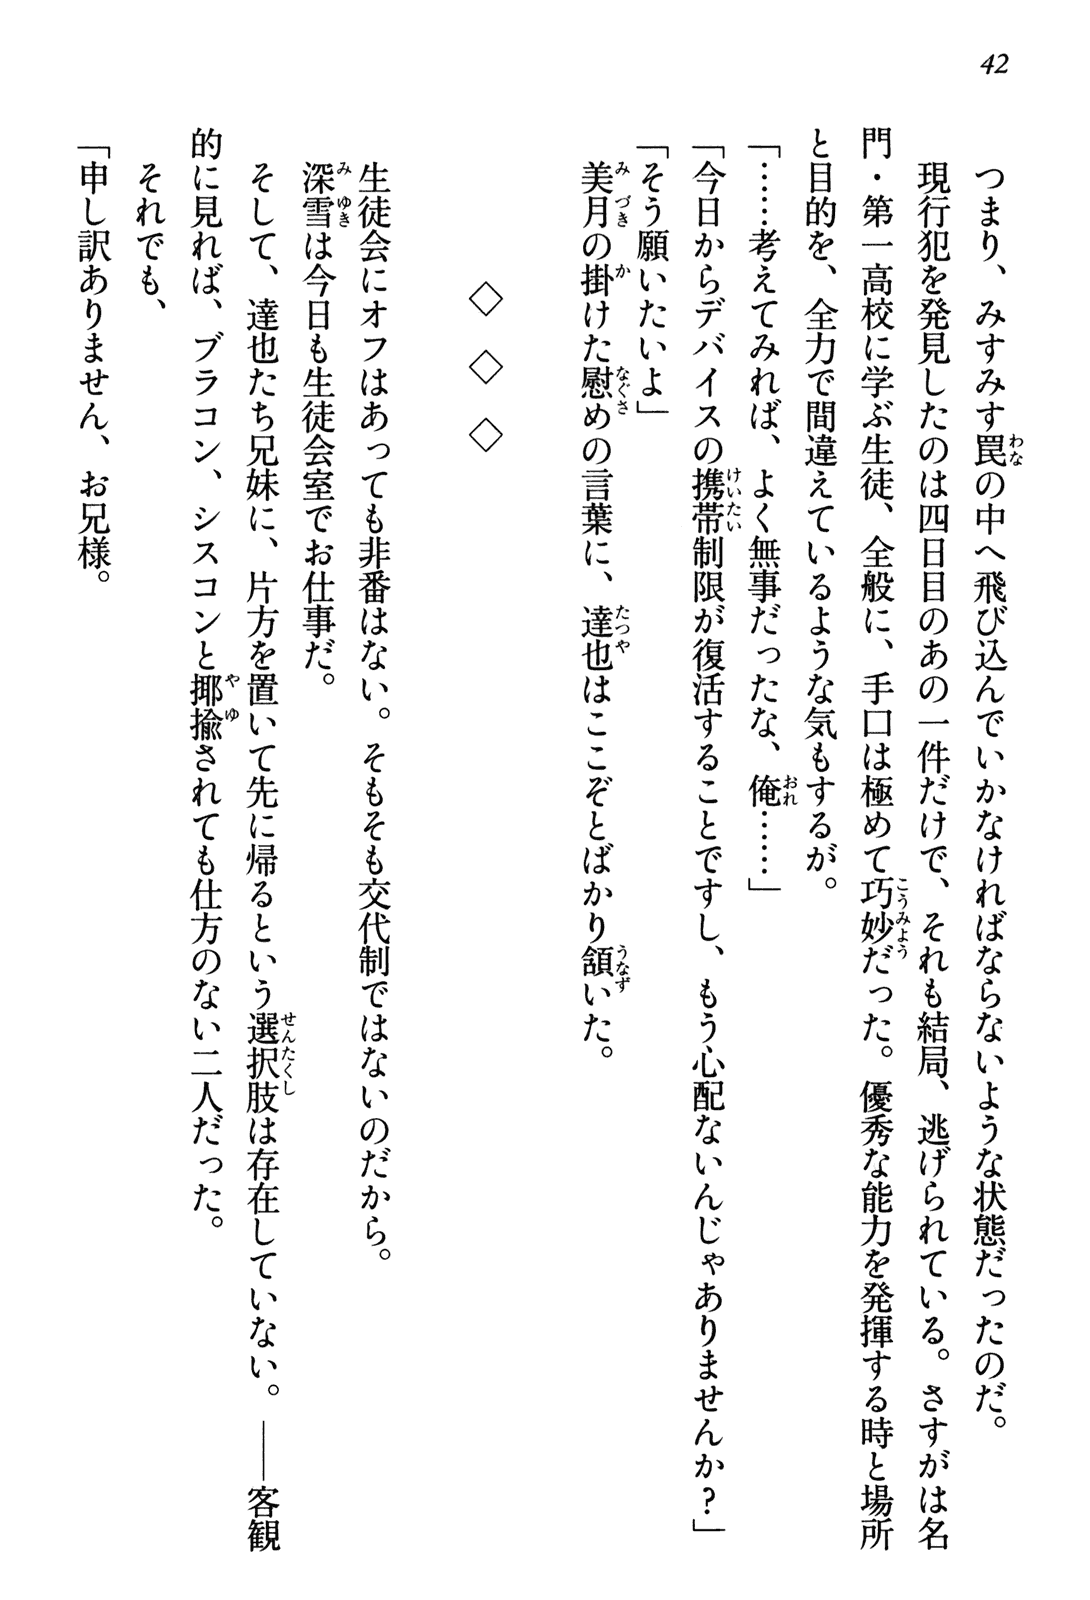 42
つまり、みすみす罠の中へ飛び込んでいかなければならないような状態だったのだ。
現行犯を発見したのは四日目のあの一件だけで、それも結局、逃げられている。さすがは名
門・第一高校に学ぶ生徒、全般に、手口は極めて巧妙だった。優秀な能力を発揮する時と場所
と目的を、全力で間違えているような気もするが。
「……考えてみれば、よく無事だったな、俺……」
「今日からデバイスの携帯制限が復活することですし、もう心配ないんじゃありませんか？」
「そう願いたいよ」
美月の掛けた慰めの言葉に、達也はここぞとばかり頷いた。
◇　◇　◇
生徒会にオフはあっても非番はない。そもそも交代制ではないのだから。
深雪は今日も生徒会室でお仕事だ。
そして、達也たち兄妹に、片方を置いて先に帰るという選択肢は存在していない。――客観
的に見れば、ブラコン、シスコンと揶揄されても仕方のない二人だった。
それでも、
「申し訳ありません、お兄様。